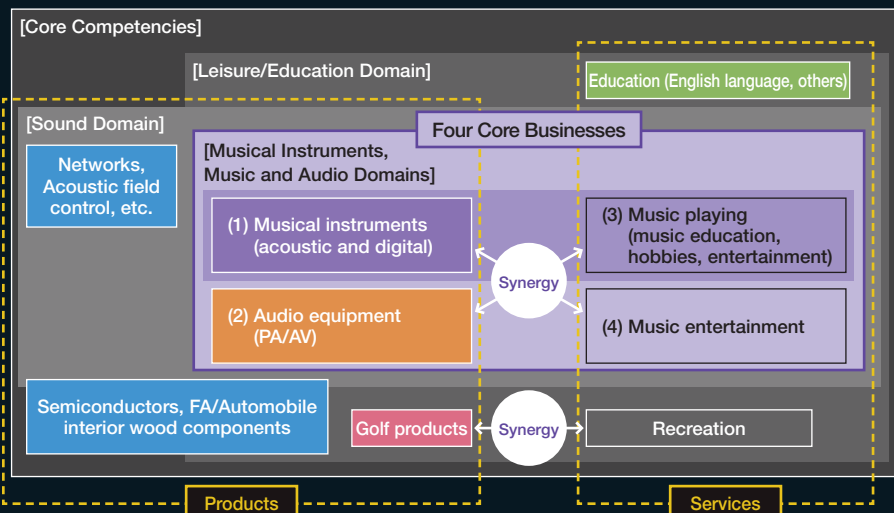 [Core Competencies]
[Leisure/Education Domain]
Education (English language, others)
[Sound Domain]
Four Core Businesses
Networks,
Acoustic field
control, etc.
[Musical Instruments,
Music and Audio Domains]
(1) Musical instruments
(acoustic and digital)
(3) Music playing
(music education,
hobbies, entertainment)
Synergy
(2) Audio equipment
(PA/AV)
(4) Music entertainment
Semiconductors, FA/Automobile
interior wood components
Golf products
Synergy
Recreation
Products
Services